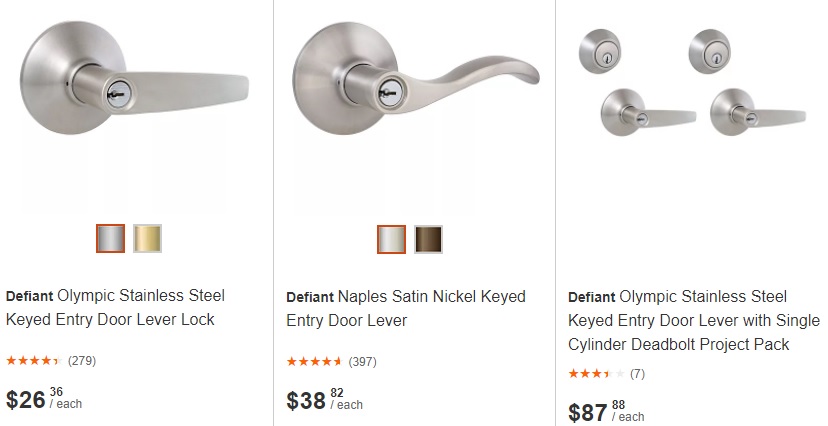 Defiant Olympic Stainless Steel
Keyed Entry Door Lever Lock
(279)
$26 36 / each
Defiant Naples Satin Nickel Keyed
Entry Door Lever
(397)
$38 82 / each
Defiant Olympic Stainless Steel
Keyed Entry Door Lever with Single
Cylinder Deadbolt Project Pack
(7)
$87 88 / each